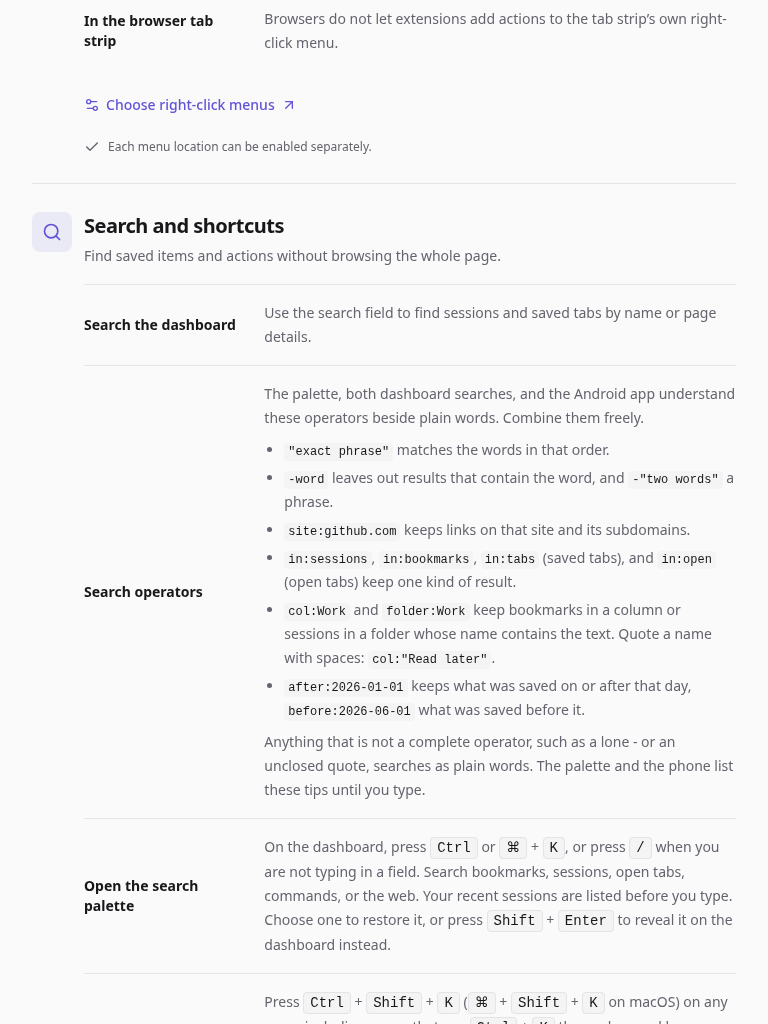 In the browser tab strip
Browsers do not let extensions add actions to the tab strip’s own right-
click menu.
Choose right-click menus
Each menu location can be enabled separately.
Search and shortcuts
Find saved items and actions without browsing the whole page.
Search the dashboard
Use the search field to find sessions and saved tabs by name or page
details.
Search operators
The palette, both dashboard searches, and the Android app understand
these operators beside plain words. Combine them freely.
• "exact phrase" matches the words in that order.
• -word leaves out results that contain the word, and -"two words" a
phrase.
• site:github.com keeps links on that site and its subdomains.
• in:sessions, in:bookmarks, in:tabs (saved tabs), and in:open
(open tabs) keep one kind of result.
• col:Work and folder:Work keep bookmarks in a column or
sessions in a folder whose name contains the text. Quote a name
with spaces: col:"Read later".
• after:2026-01-01 keeps what was saved on or after that day,
before:2026-06-01 what was saved before it.
Anything that is not a complete operator, such as a lone - or an
unclosed quote, searches as plain words. The palette and the phone list
these tips until you type.
Open the search
palette
On the dashboard, press Ctrl or ⌘ + K, or press / when you
are not typing in a field. Search bookmarks, sessions, open tabs,
commands, or the web. Your recent sessions are listed before you type.
Choose one to restore it, or press Shift + Enter to reveal it on the
dashboard instead.
Press Ctrl + Shift + K (⌘ + Shift + K on macOS) on any